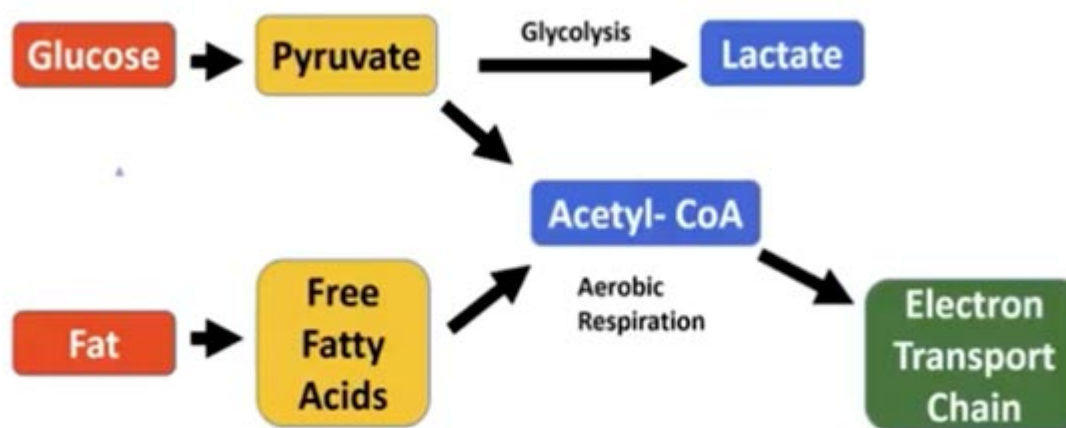 Glucose
Pyruvate
Glycolysis
Lactate
Acetyl- CoA
Fat
Free
Fatty
Acids
Aerobic
Respiration
Electron
Transport
Chain